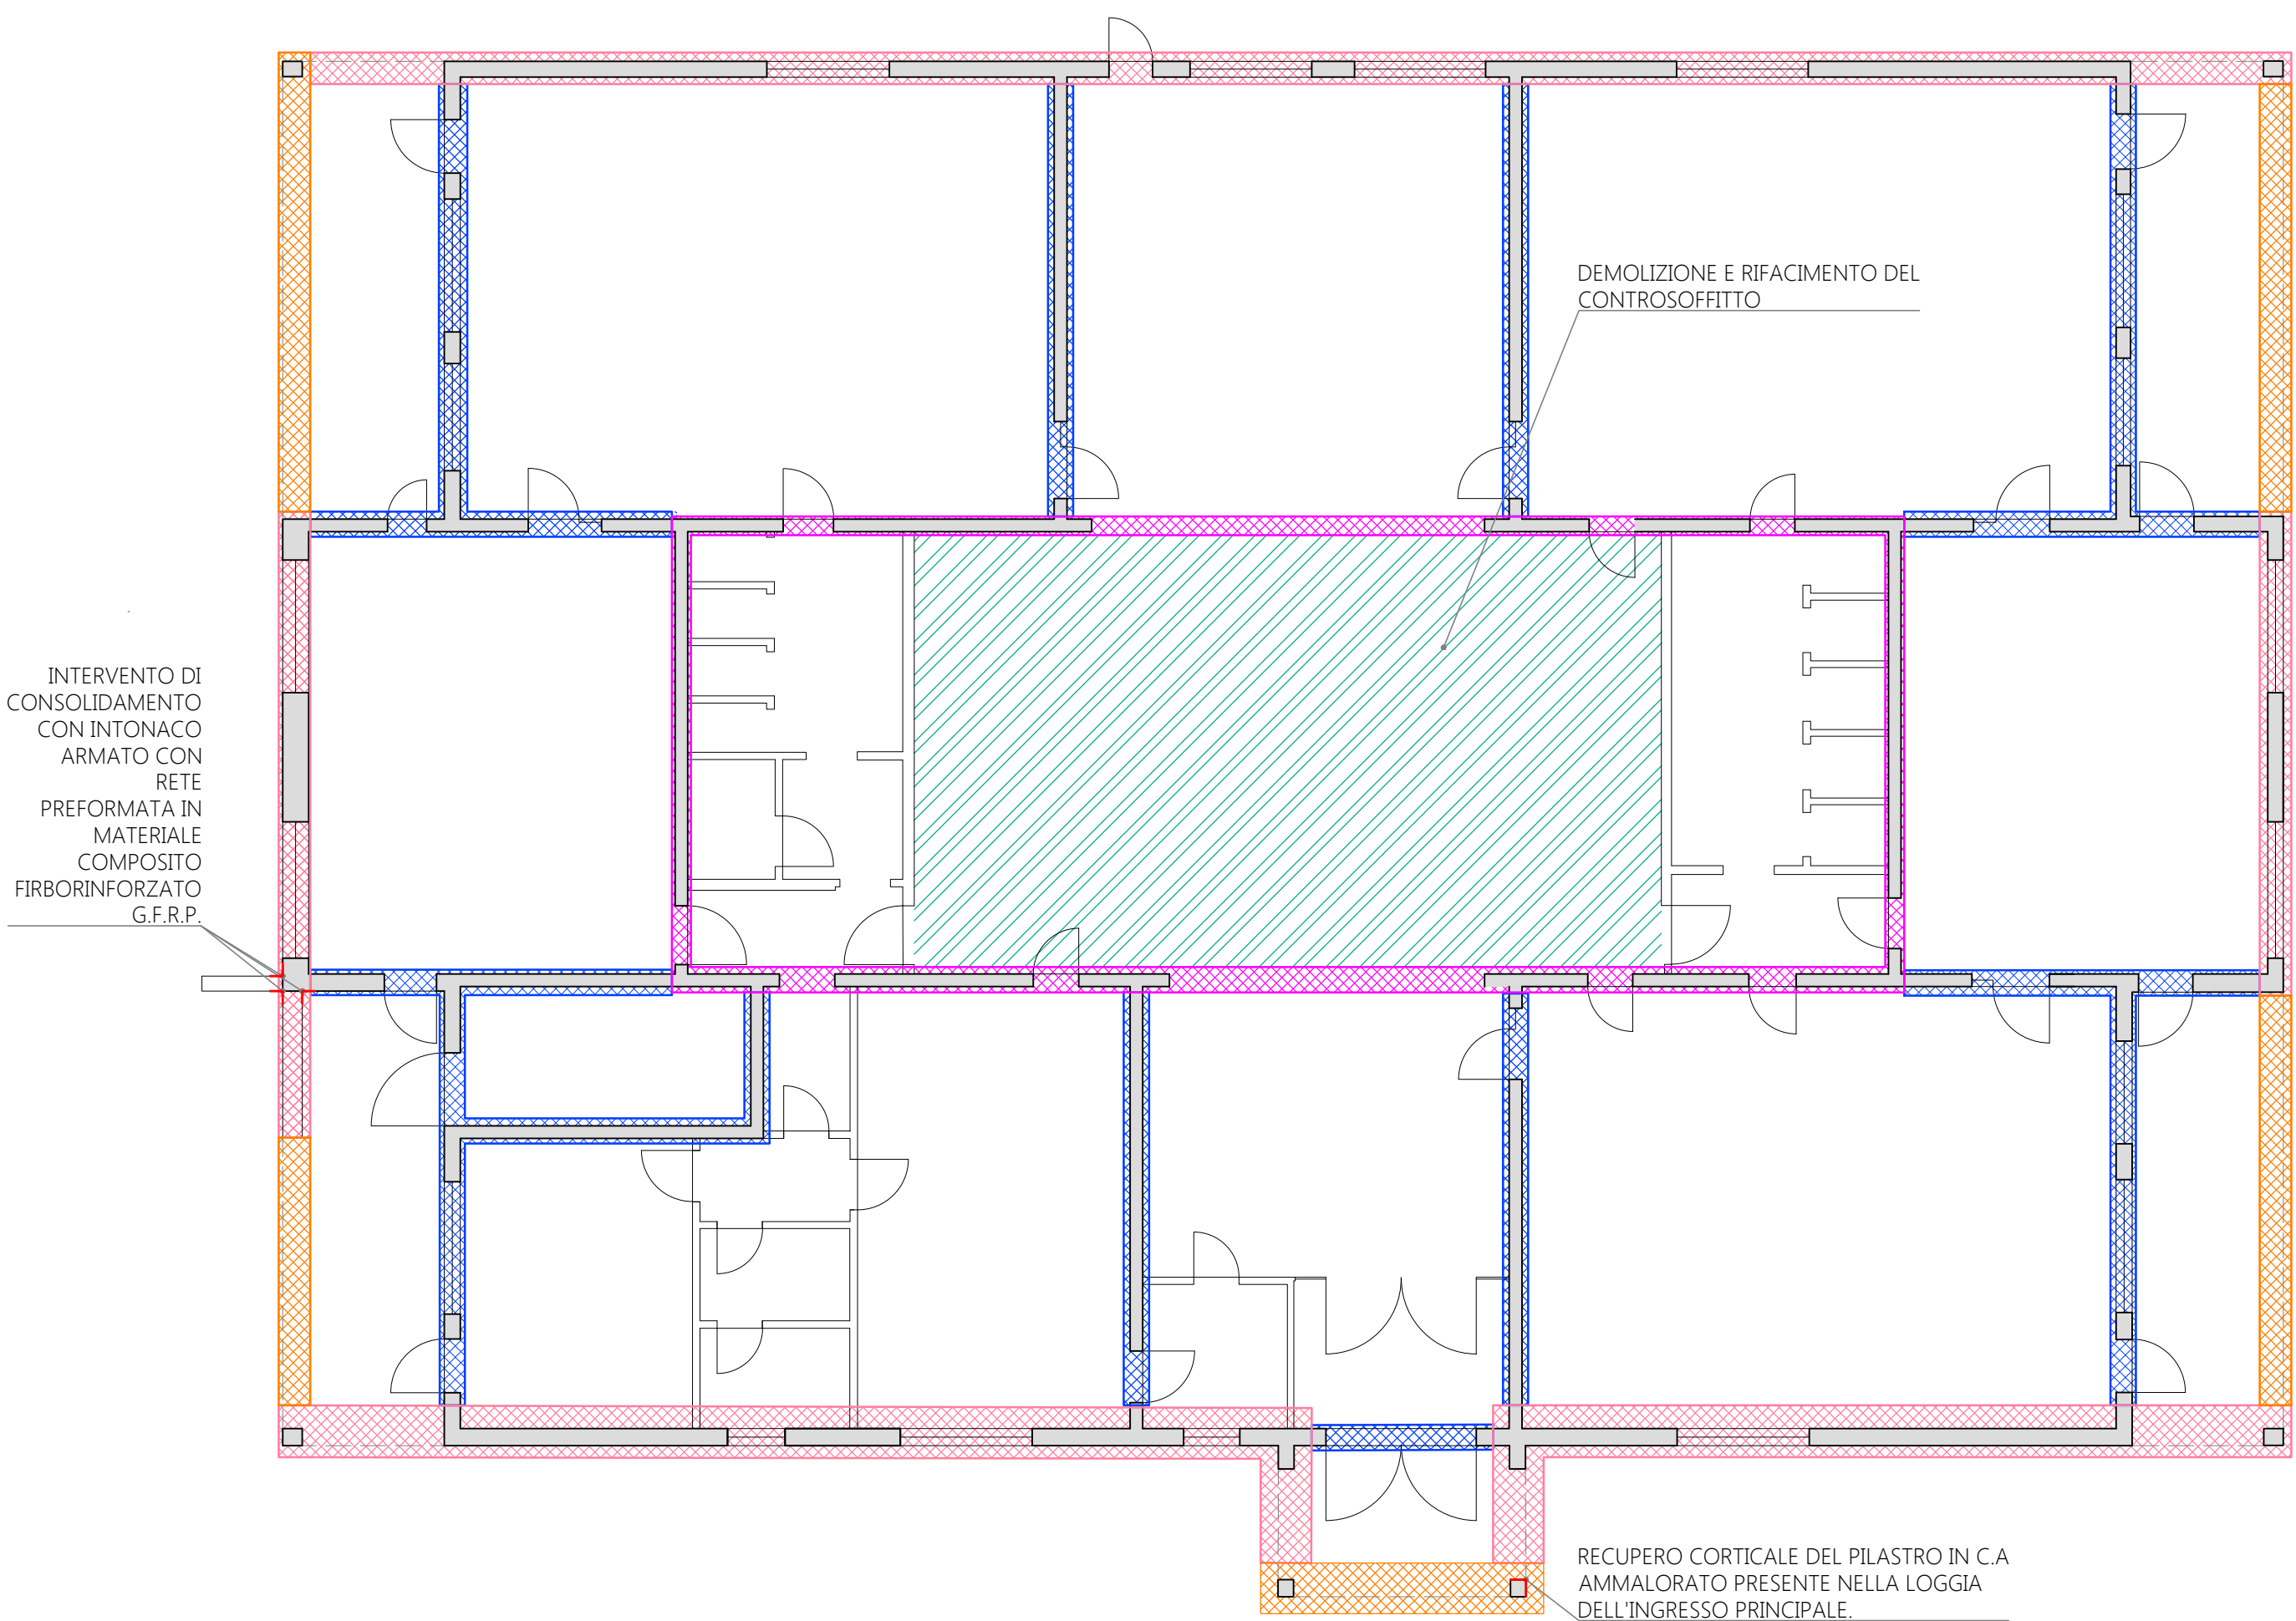 DEMOLIZIONE E RIFACIMENTO DEL
CONTROSOFFITTO
INTERVENTO DI
CONSOLIDAMENTO
CON INTONACO
ARMATO CON
RETE
PREFORMATA IN
MATERIALE
COMPOSITO
FIRBORINFORZATO
G.F.R.P.
RECUPERO CORTICALE DEL PILASTRO IN C.A
AMMALORATO PRESENTE NELLA LOGGIA
DELL'INGRESSO PRINCIPALE.